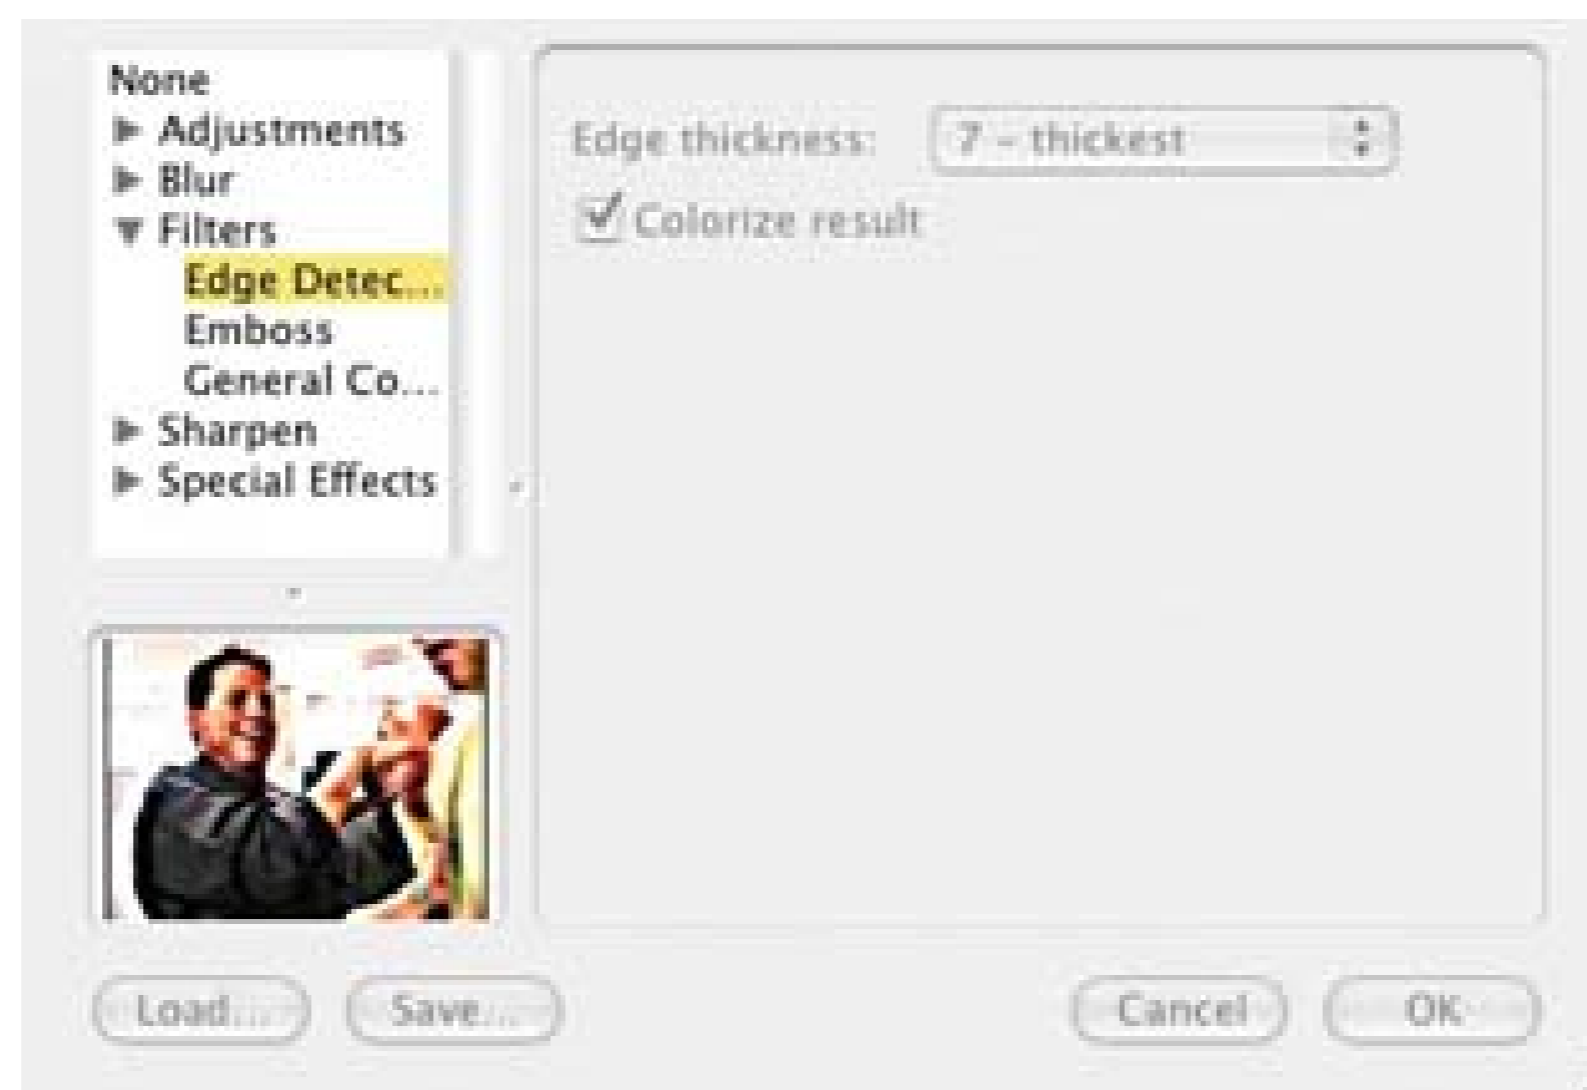 None
Adjustments
Blur
Filters
Edge Detec...
Emboss
General Co...
Sharpen
Special Effects
Edge thickness: 7 - thickest
Colorize result
Load... Save... Cancel OK